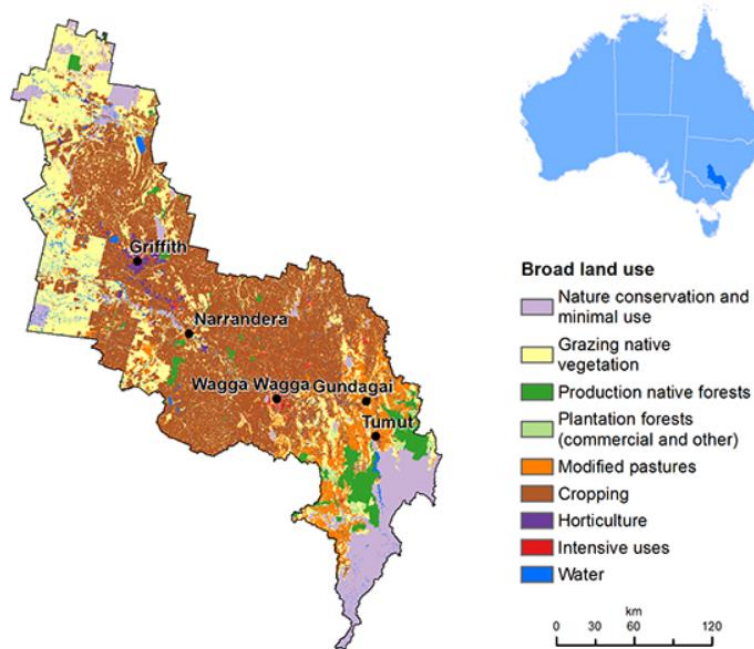 Griffith
Narrandera
Wagga Wagga
Gundagai
Tumut
Broad land use
Nature conservation and
minimal use
Grazing native
vegetation
Production native forests
Plantation forests
(commercial and other)
Modified pastures
Cropping
Horticulture
Intensive uses
Water
km
0 30 60 120